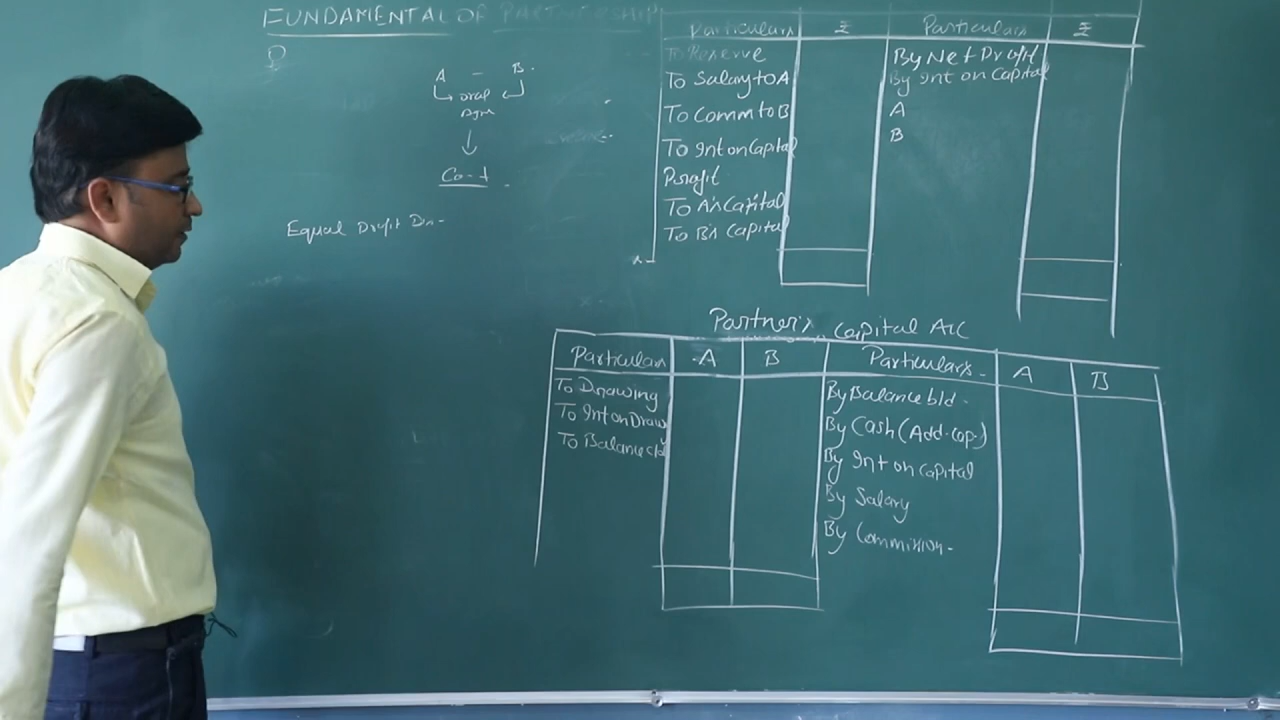 FUNDAMENTAL OF PARTNERSHIP
Q
A - B.
oral
Agre
Co-t
Equal Profit Dis-
Particulars ₹ Particulars ₹
To Reserve
To Salary to A
To Comm to B
To Int on Capital
Profit
To A's Capital
To B's Capital
By Net Profit
By Int on Capital
A
B
Partner's Capital A/C
Particulars A B Particulars A B
To Drawing
To Int on Draw
To Balance c/d
By Balance b/d
By Cash (Add. Cap.)
By Int on Capital
By Salary
By Commission